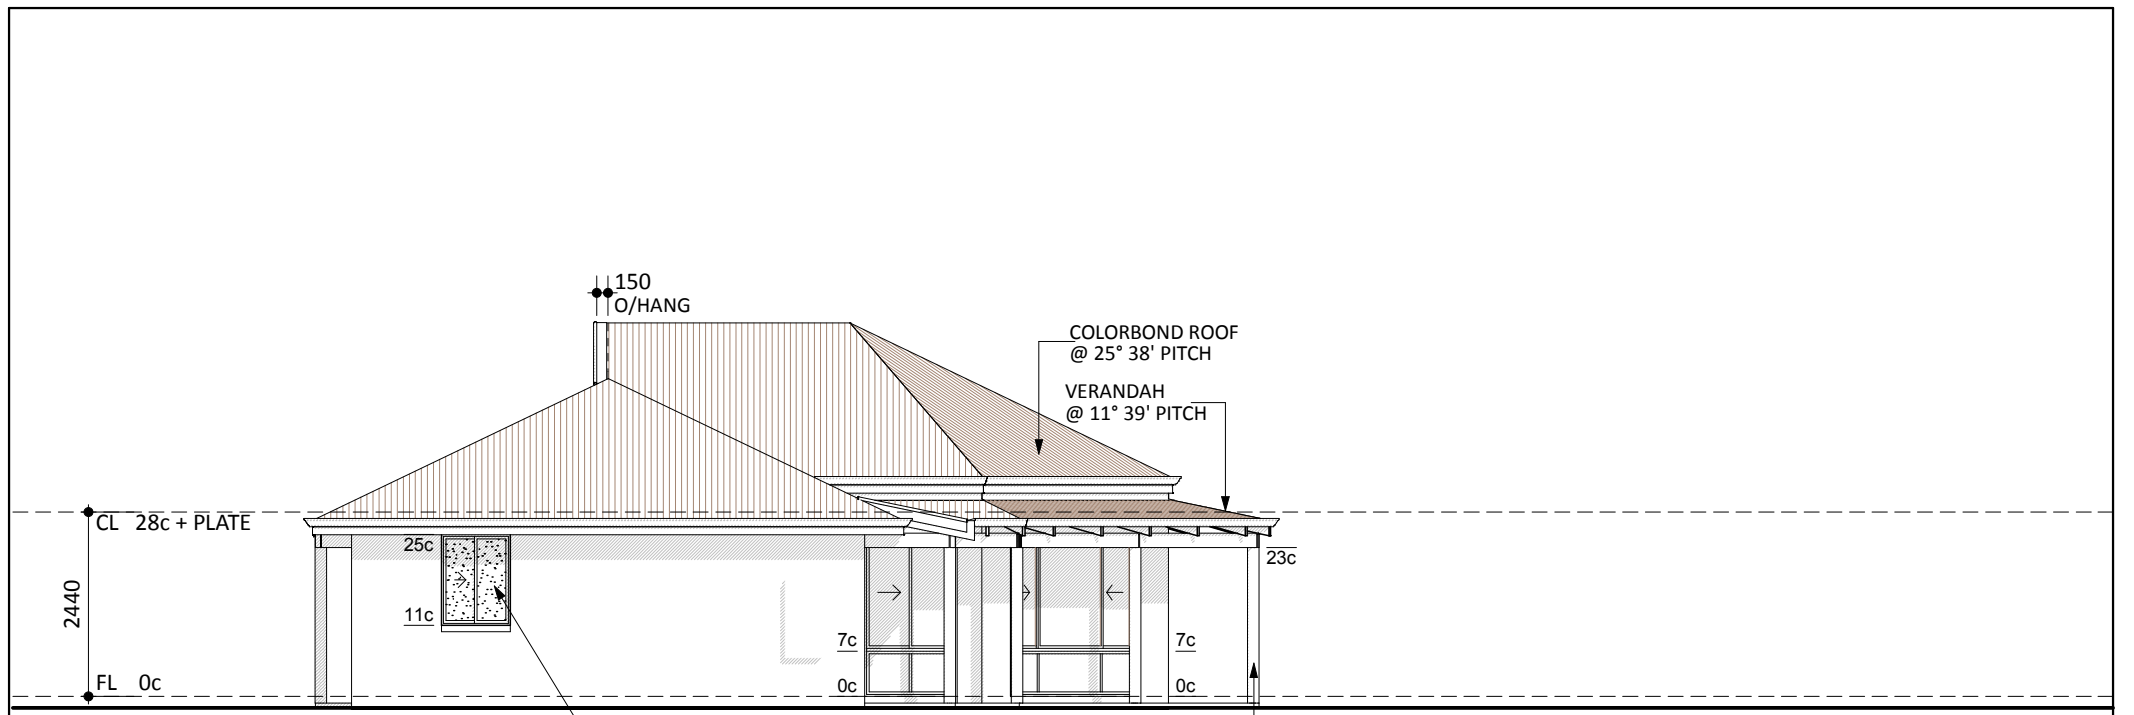 150
O/HANG
COLORBOND ROOF
@ 25° 38' PITCH
VERANDAH
@ 11° 39' PITCH
CL 28c + PLATE
25c
23c
2440
11c
7c
7c
FL 0c
0c
0c